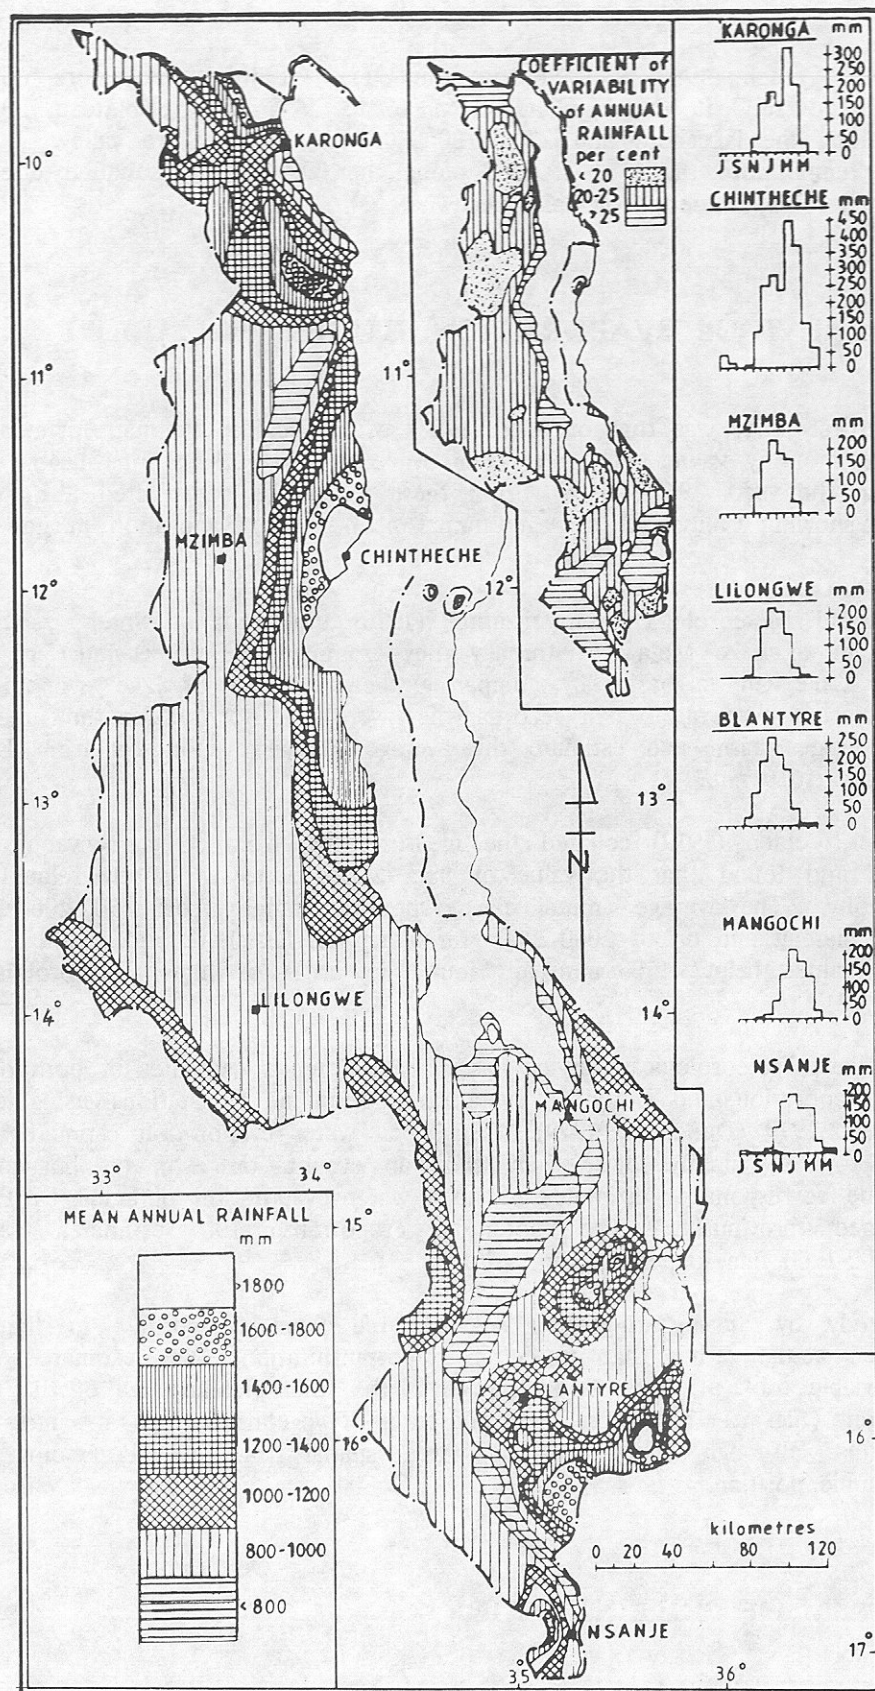 KARONGA mm
300
250
200
150
100
50
0
J S N J M M
CHINTHECHE
mm
450
400
350
300
250
200
150
100
50
0
MZIMBA
mm
200
150
100
50
0
LILONGWE
mm
200
150
100
50
0
BLANTYRE
mm
250
200
150
100
50
0
MANGOCHI
mm
200
150
100
50
0
NSANJE mm
200
150
100
50
0
J S N J M M
COEFFICIENT of
VARIABILITY
of ANNUAL
RAINFALL
per cent
<20
20-25
>25
KARONGA
10°
11°
11°
MZIMBA
CHINTHECHE
12°
12°
13°
13°
N
LILONGWE
14°
14°
MANGOCHI
33°
34°
15°
BLANTYRE
16°
16°
NSANJE
17°
35°
36°
kilometres
0 20 40 80 120
MEAN ANNUAL RAINFALL
mm
>1800
1600-1800
1400-1600
1200-1400
1000-1200
800-1000
<800